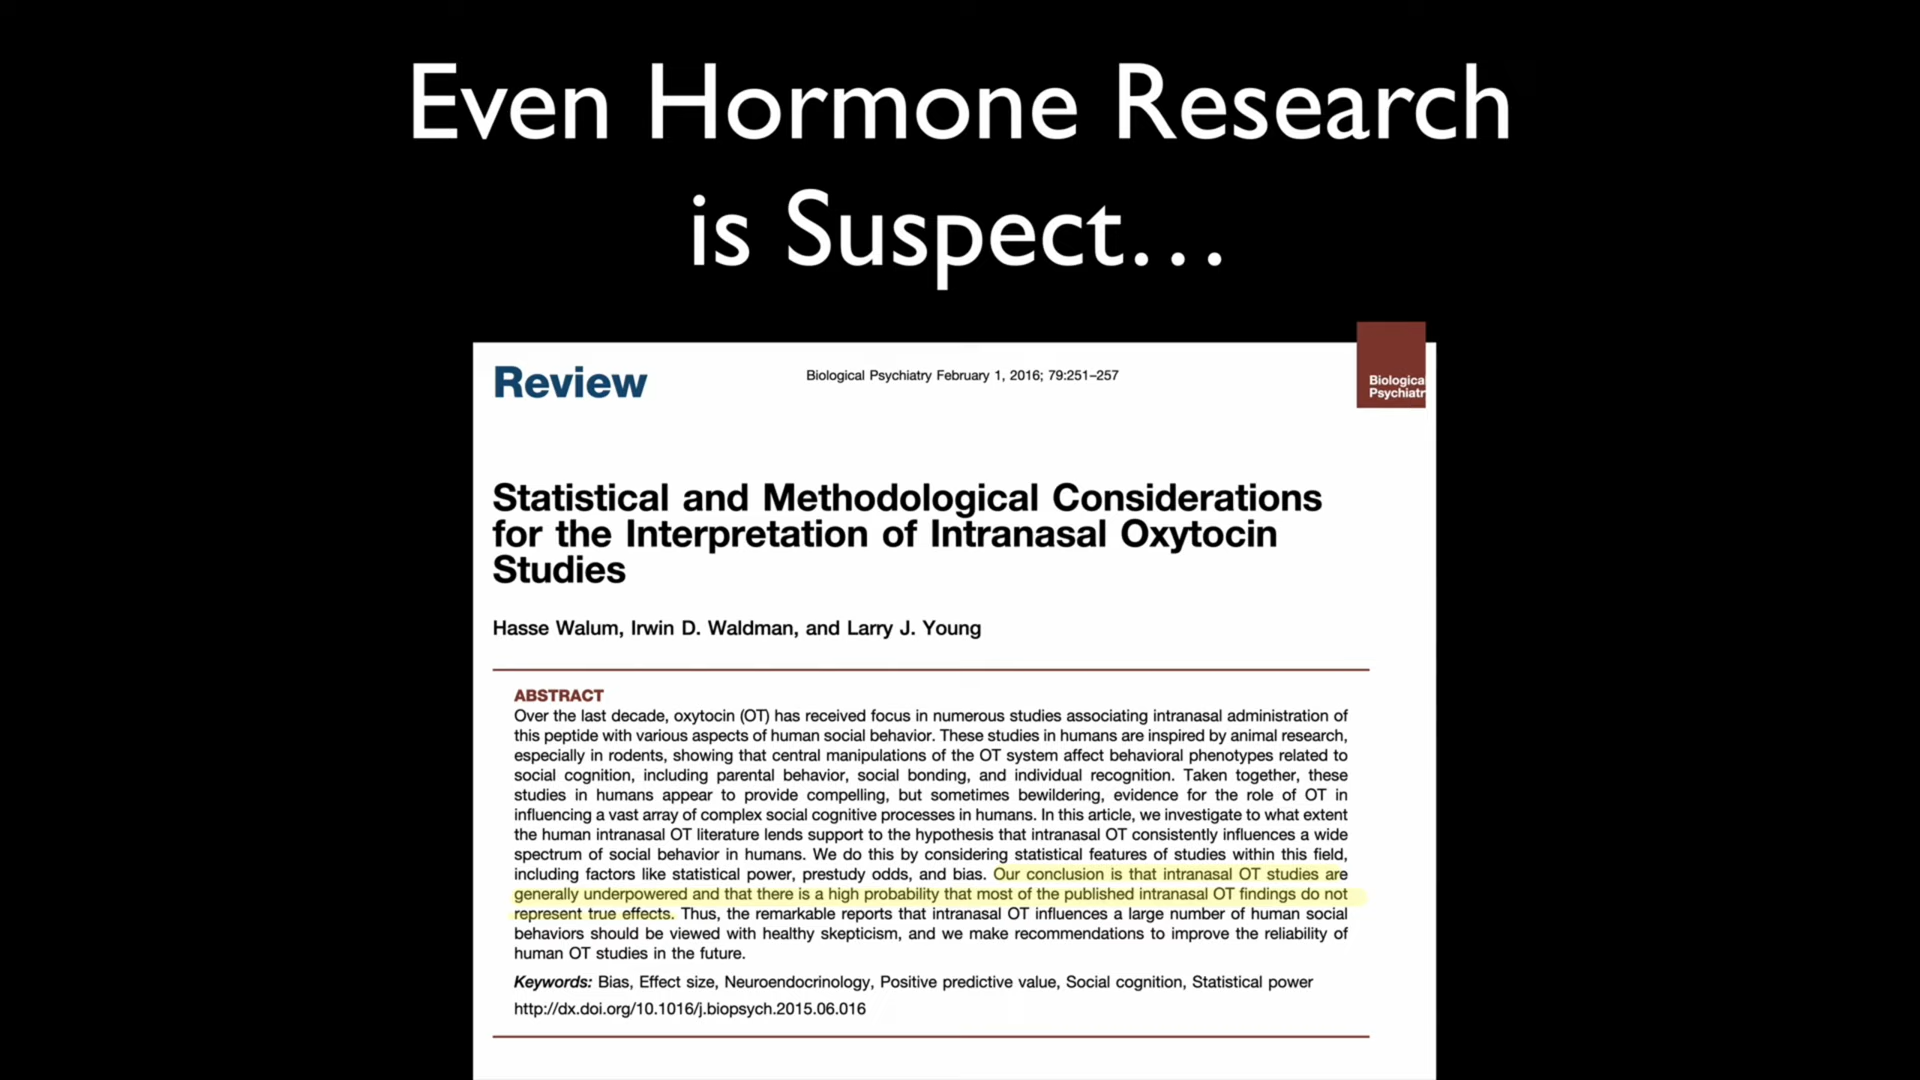 Even Hormone Research
is Suspect…
Review
Biological Psychiatry February 1, 2016; 79:251–257
Biologica
Psychiatr
Statistical and Methodological Considerations
for the Interpretation of Intranasal Oxytocin
Studies
Hasse Walum, Irwin D. Waldman, and Larry J. Young
ABSTRACT
Over the last decade, oxytocin (OT) has received focus in numerous studies associating intranasal administration of
this peptide with various aspects of human social behavior. These studies in humans are inspired by animal research,
especially in rodents, showing that central manipulations of the OT system affect behavioral phenotypes related to
social cognition, including parental behavior, social bonding, and individual recognition. Taken together, these
studies in humans appear to provide compelling, but sometimes bewildering, evidence for the role of OT in
influencing a vast array of complex social cognitive processes in humans. In this article, we investigate to what extent
the human intranasal OT literature lends support to the hypothesis that intranasal OT consistently influences a wide
spectrum of social behavior in humans. We do this by considering statistical features of studies within this field,
including factors like statistical power, prestudy odds, and bias. Our conclusion is that intranasal OT studies are
generally underpowered and that there is a high probability that most of the published intranasal OT findings do not
represent true effects. Thus, the remarkable reports that intranasal OT influences a large number of human social
behaviors should be viewed with healthy skepticism, and we make recommendations to improve the reliability of
human OT studies in the future.
Keywords: Bias, Effect size, Neuroendocrinology, Positive predictive value, Social cognition, Statistical power
http://dx.doi.org/10.1016/j.biopsych.2015.06.016